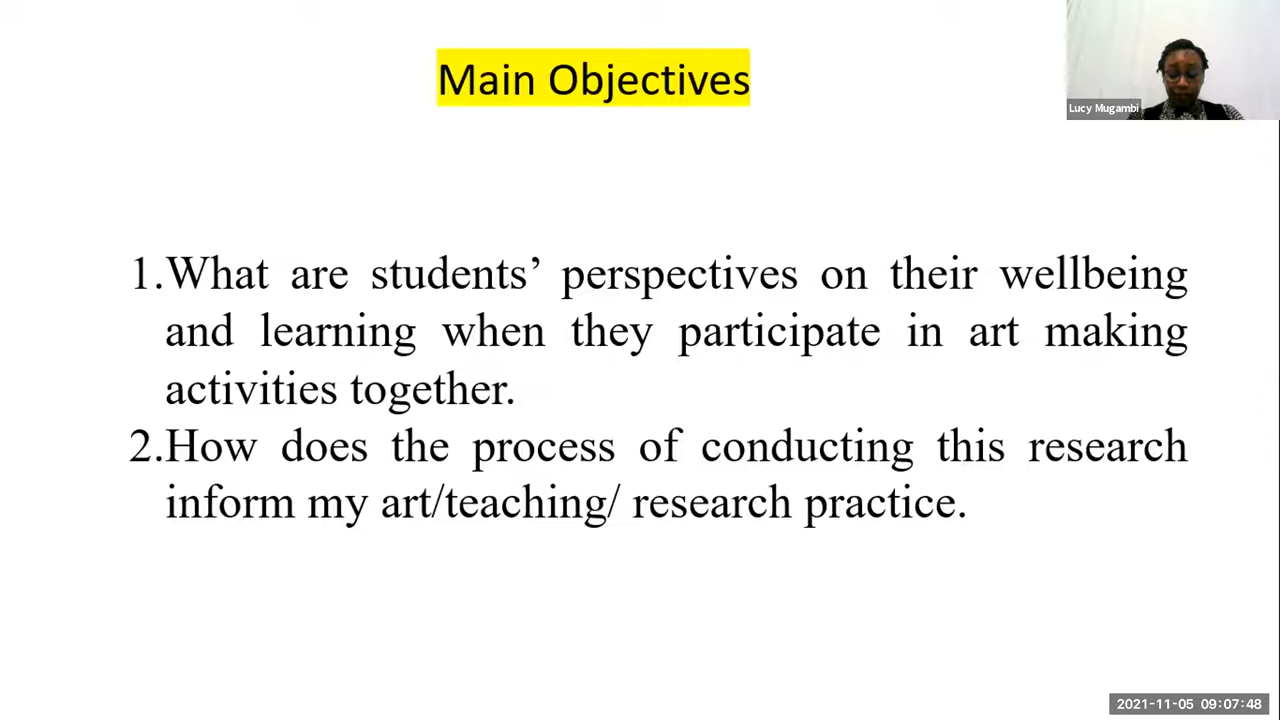 Main Objectives
Lucy Mugambi
1.What are students’ perspectives on their wellbeing
and learning when they participate in art making
activities together.
2.How does the process of conducting this research
inform my art/teaching/ research practice.
2021-11-05 09:07:48